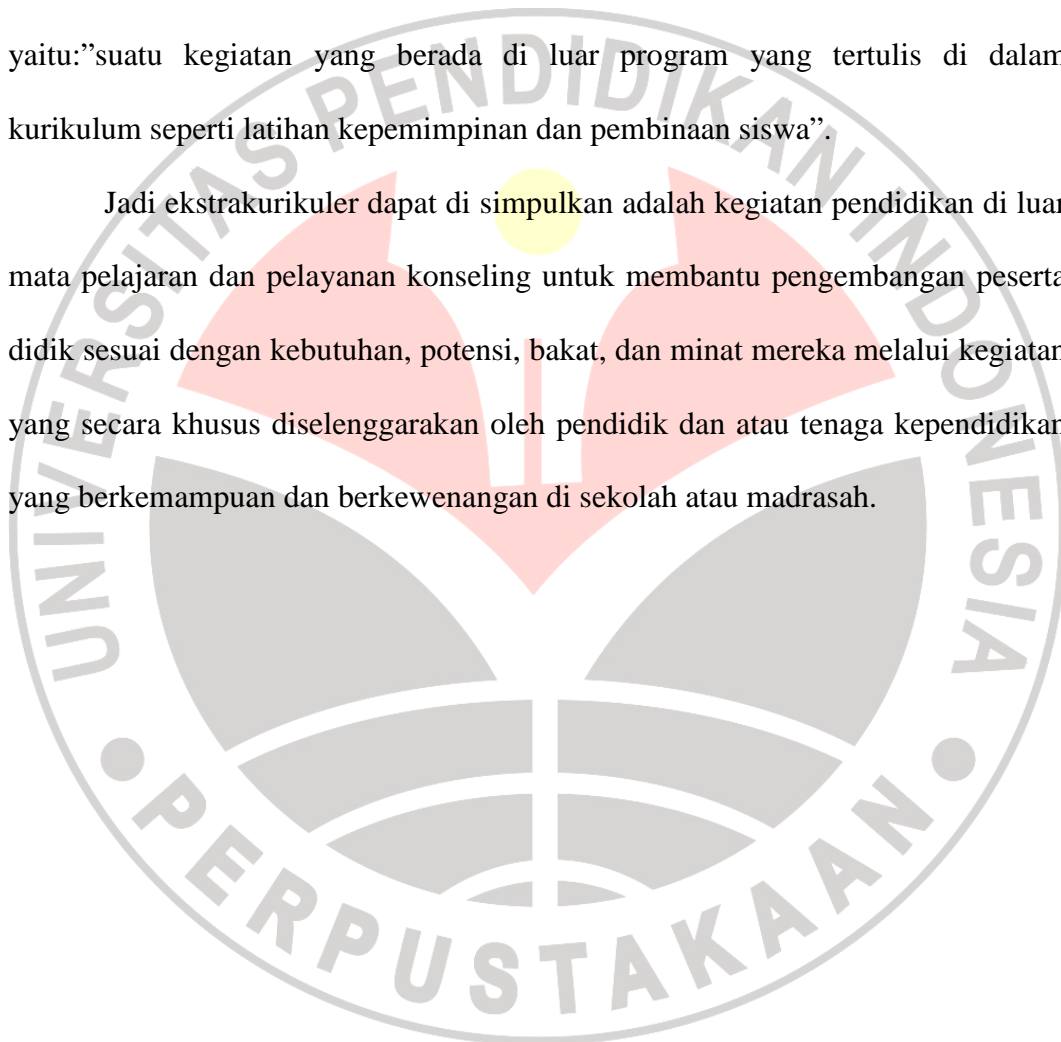 yaitu:”suatu kegiatan yang berada di luar program yang tertulis di dalam
kurikulum seperti latihan kepemimpinan dan pembinaan siswa”.
Jadi ekstrakurikuler dapat di simpulkan adalah kegiatan pendidikan di luar
mata pelajaran dan pelayanan konseling untuk membantu pengembangan peserta
didik sesuai dengan kebutuhan, potensi, bakat, dan minat mereka melalui kegiatan
yang secara khusus diselenggarakan oleh pendidik dan atau tenaga kependidikan
yang berkemampuan dan berkewenangan di sekolah atau madrasah.
UNIVERSITAS PENDIDIKAN INDONESIA
PERPUSTAKAAN